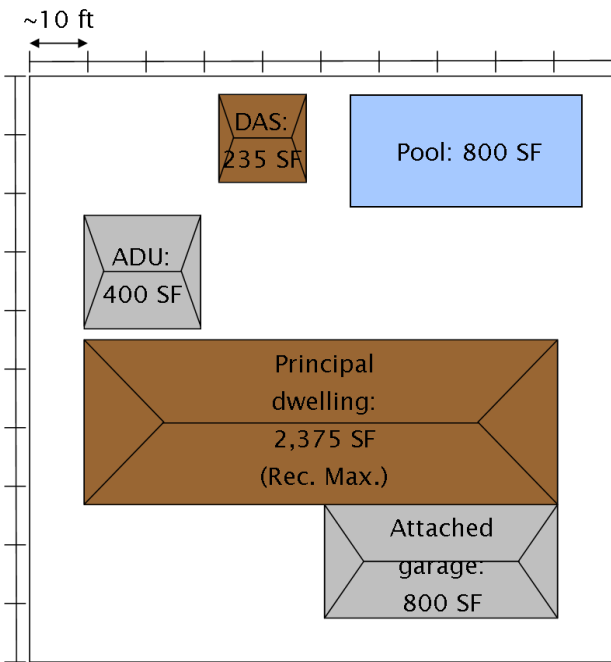 ~10 ft
DAS:
235 SF
Pool: 800 SF
ADU:
400 SF
Principal
dwelling:
2,375 SF
(Rec. Max.)
Attached
garage:
800 SF